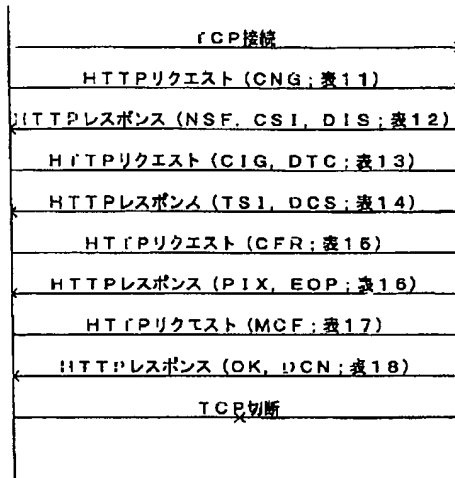 TCP接続
HTTPリクエスト(CNG;表11)
HTTPレスポンス(NSF, CSI, DIS;表12)
HTTPリクエスト(CIG, DTC;表13)
HTTPレスポンス(TSI, DCS;表14)
HTTPリクエスト(CFR;表15)
HTTPレスポンス(PIX, EOP;表16)
HTTPリクエスト(MCF;表17)
HTTPレスポンス(OK, DCN;表18)
TCP切断